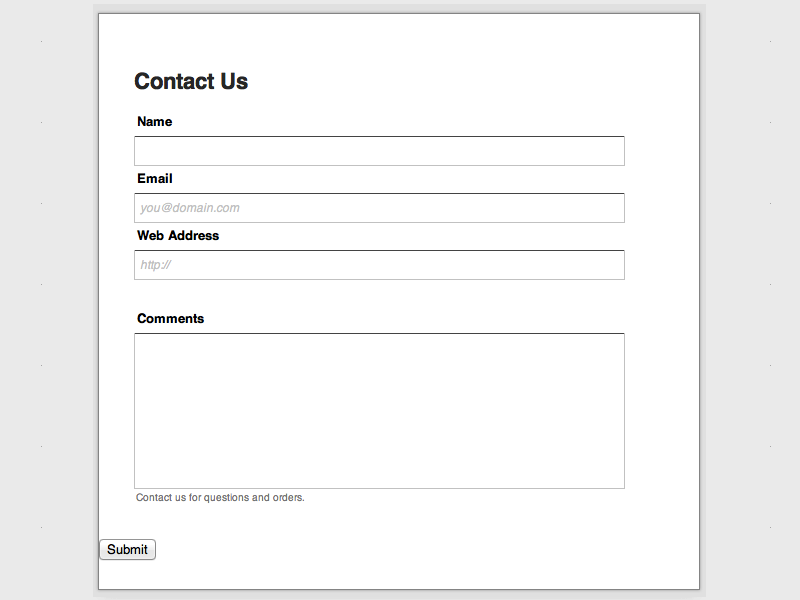 Contact Us
Name
Email
you@domain.com
Web Address
http://
Comments
Contact us for questions and orders.
Submit